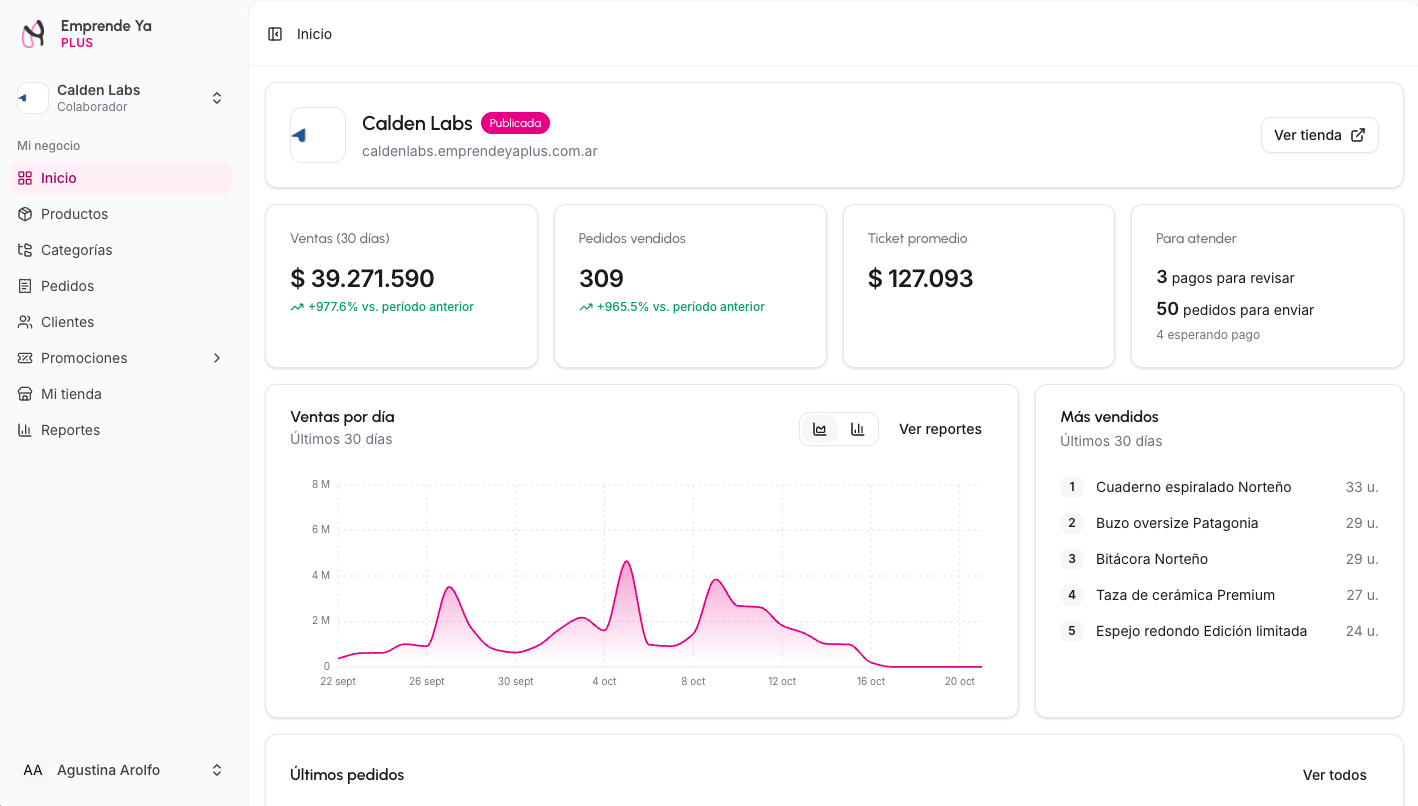 Emprende Ya
PLUS
Calden Labs
Colaborador
Mi negocio
Inicio
Productos
Categorías
Pedidos
Clientes
Promociones
Mi tienda
Reportes
AA Agustina Arolfo
Inicio
Calden Labs Publicada
caldenlabs.emprendeyaplus.com.ar
Ver tienda
Ventas (30 días)
$ 39.271.590
+977.6% vs. período anterior
Pedidos vendidos
309
+965.5% vs. período anterior
Ticket promedio
$ 127.093
Para atender
3 pagos para revisar
50 pedidos para enviar
4 esperando pago
Ventas por día
Últimos 30 días
Ver reportes
8 M
6 M
4 M
2 M
0
22 sept 26 sept 30 sept 4 oct 8 oct 12 oct 16 oct 20 oct
Más vendidos
Últimos 30 días
1 Cuaderno espiralado Norteño 33 u.
2 Buzo oversize Patagonia 29 u.
3 Bitácora Norteño 29 u.
4 Taza de cerámica Premium 27 u.
5 Espejo redondo Edición limitada 24 u.
Últimos pedidos
Ver todos